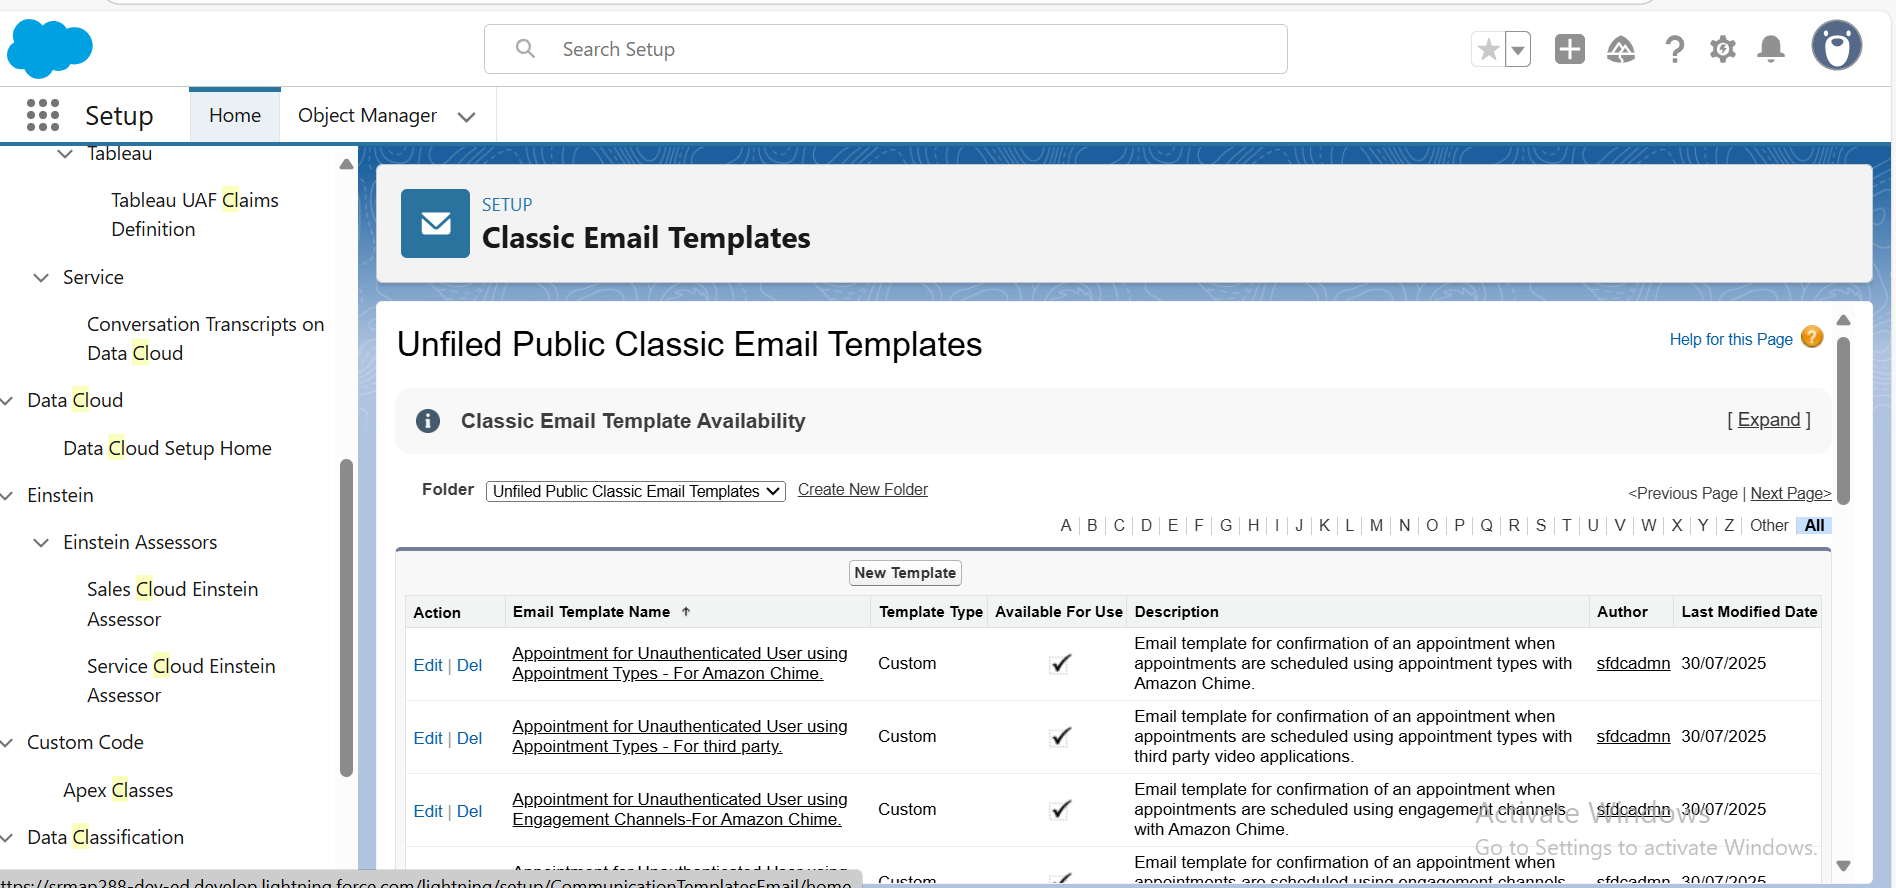 Search Setup
Setup
Home
Object Manager
Tableau
Tableau UAF Claims
Definition
Service
Conversation Transcripts on
Data Cloud
Data Cloud
Data Cloud Setup Home
Einstein
Einstein Assessors
Sales Cloud Einstein
Assessor
Service Cloud Einstein
Assessor
Custom Code
Apex Classes
Data Classification
SETUP
Classic Email Templates
Unfiled Public Classic Email Templates
Help for this Page
Classic Email Template Availability
[ Expand ]
Folder
Unfiled Public Classic Email Templates
Create New Folder
<Previous Page | Next Page>
A | B | C | D | E | F | G | H | I | J | K | L | M | N | O | P | Q | R | S | T | U | V | W | X | Y | Z | Other | All
New Template
Action Email Template Name ↑ Template Type Available For Use Description Author Last Modified Date
Edit | Del
Appointment for Unauthenticated User using
Appointment Types - For Amazon Chime.
Custom
Email template for confirmation of an appointment when
appointments are scheduled using appointment types with
Amazon Chime.
sfdcadmn 30/07/2025
Edit | Del
Appointment for Unauthenticated User using
Appointment Types - For third party.
Custom
Email template for confirmation of an appointment when
appointments are scheduled using appointment types with
third party video applications.
sfdcadmn 30/07/2025
Edit | Del
Appointment for Unauthenticated User using
Engagement Channels-For Amazon Chime.
Custom
Email template for confirmation of an appointment when
appointments are scheduled using engagement channels
with Amazon Chime.
sfdcadmn 30/07/2025
Appointment for Unauthenticated User using
Custom
Email template for confirmation of an appointment when
appointments are scheduled using engagement channels
sfdcadmn 30/07/2025
Activate Windows
Go to Settings to activate Windows.
ttps://srmap288-dev-ed.develop.lightning.force.com/lightning/setup/CommunicationTemplatesEmail/home